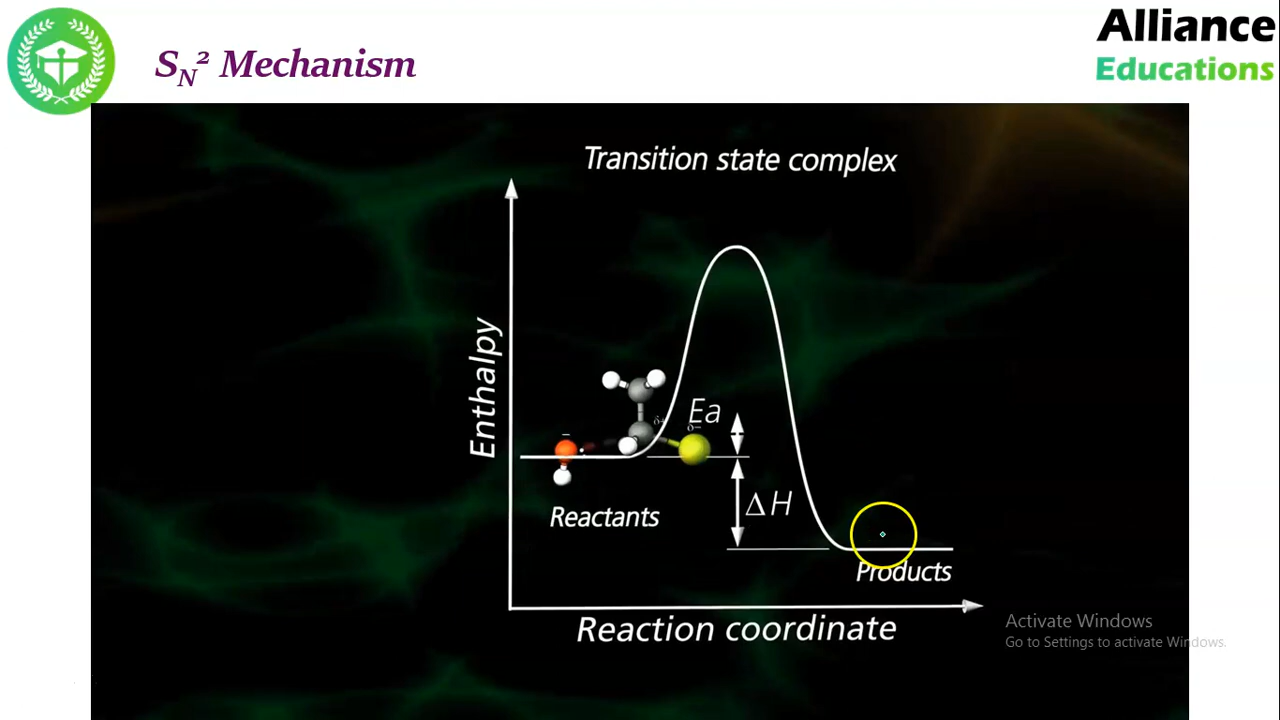 S_N² Mechanism
Alliance
Educations
Transition state complex
Enthalpy
δ+
Ea
δ−
−
ΔH
Reactants
Products
Reaction coordinate
Activate Windows
Go to Settings to activate Windows.